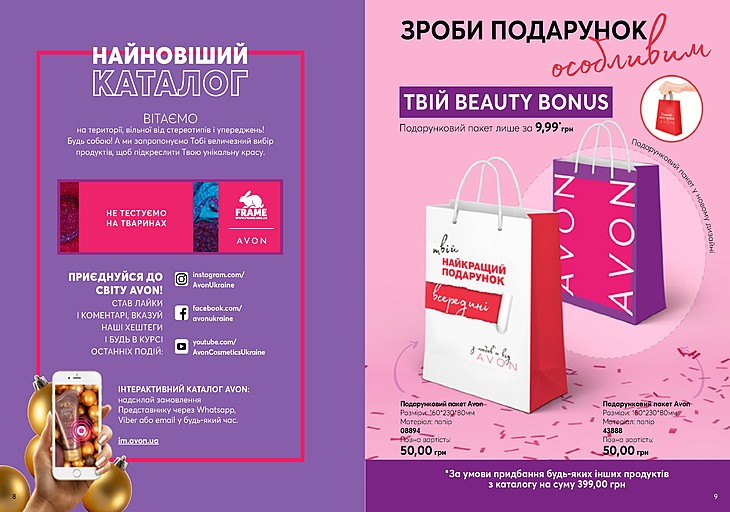 НАЙНОВІШИЙ
КАТАЛОГ
ВІТАЄМО
на території, вільної від стереотипів і упереджень!
Будь собою! А ми запропонуємо Тобі величезний вибір
продуктів, щоб підкреслити Твою унікальну красу.
НЕ ТЕСТУЄМО
НА ТВАРИНАХ
FRAME
AVON
ПРИЄДНУЙСЯ ДО
СВІТУ AVON!
СТАВ ЛАЙКИ
І КОМЕНТАРІ, ВКАЗУЙ
НАШІ ХЕШТЕГИ
І БУДЬ В КУРСІ
ОСТАННІХ ПОДІЙ:
instagram.com/
AvonUkraine
facebook.com/
avonukraine
youtube.com/
AvonCosmeticsUkraine
ІНТЕРАКТИВНИЙ КАТАЛОГ AVON:
надсилай замовлення
Представнику через Whatsapp,
Viber або email у будь-який час.
im.avon.ua
8
ЗРОБИ ПОДАРУНОК
особливим
ТВІЙ BEAUTY BONUS
Подарунковий пакет лише за 9,99* грн
Подарунковий пакет у новому дизайні
AVON
AVON
твій
НАЙКРАЩИЙ
ПОДАРУНОК
всередині
з любов'ю від
AVON
Подарунковий пакет Avon
Розміри: 160*230*80мм
Матеріал: папір
08894
Повна вартість:
50,00 грн
Подарунковий пакет Avon
Розміри: 160*230*80мм
Матеріал: папір
43888
Повна вартість:
50,00 грн
*За умови придбання будь-яких інших продуктів
з каталогу на суму 399,00 грн
9